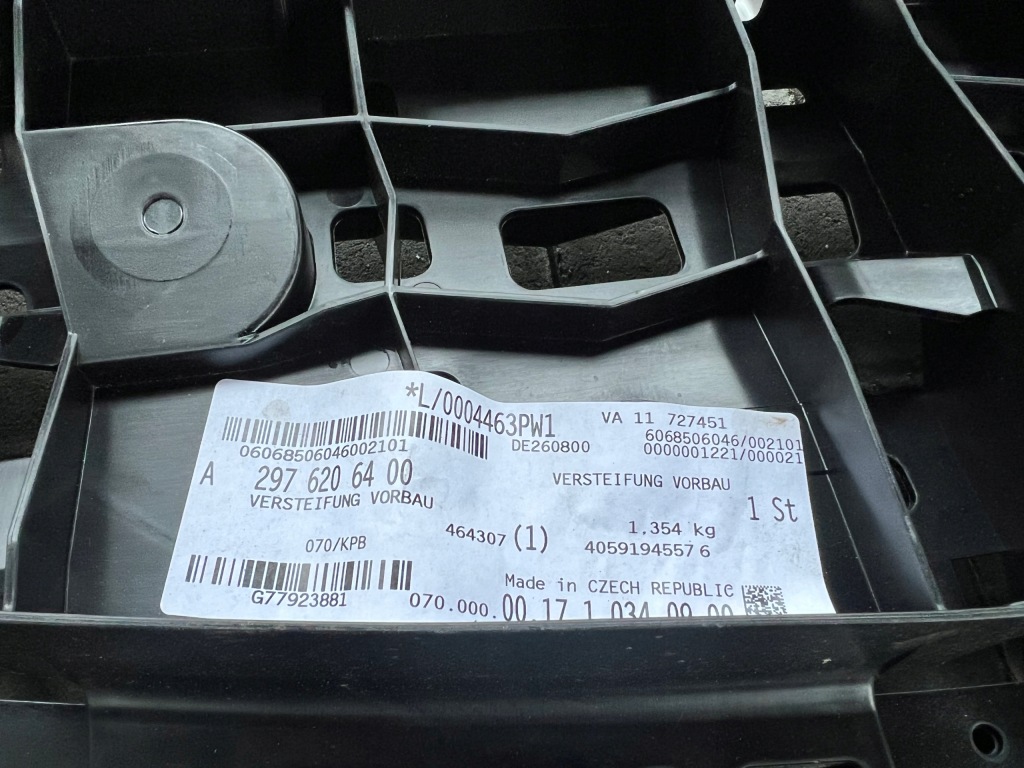 *L/0004463PW1
VA 11 727451
06068506046002101
DE260800
6068506046/002101
0000001221/000021
A 297 620 64 00
VERSTEIFUNG VORBAU
VERSTEIFUNG VORBAU
1 St
464307 (1)
1,354 kg
4059194557 6
070/KPB
Made in CZECH REPUBLIC
G77923881
070.000.00 17 1 034 00 00